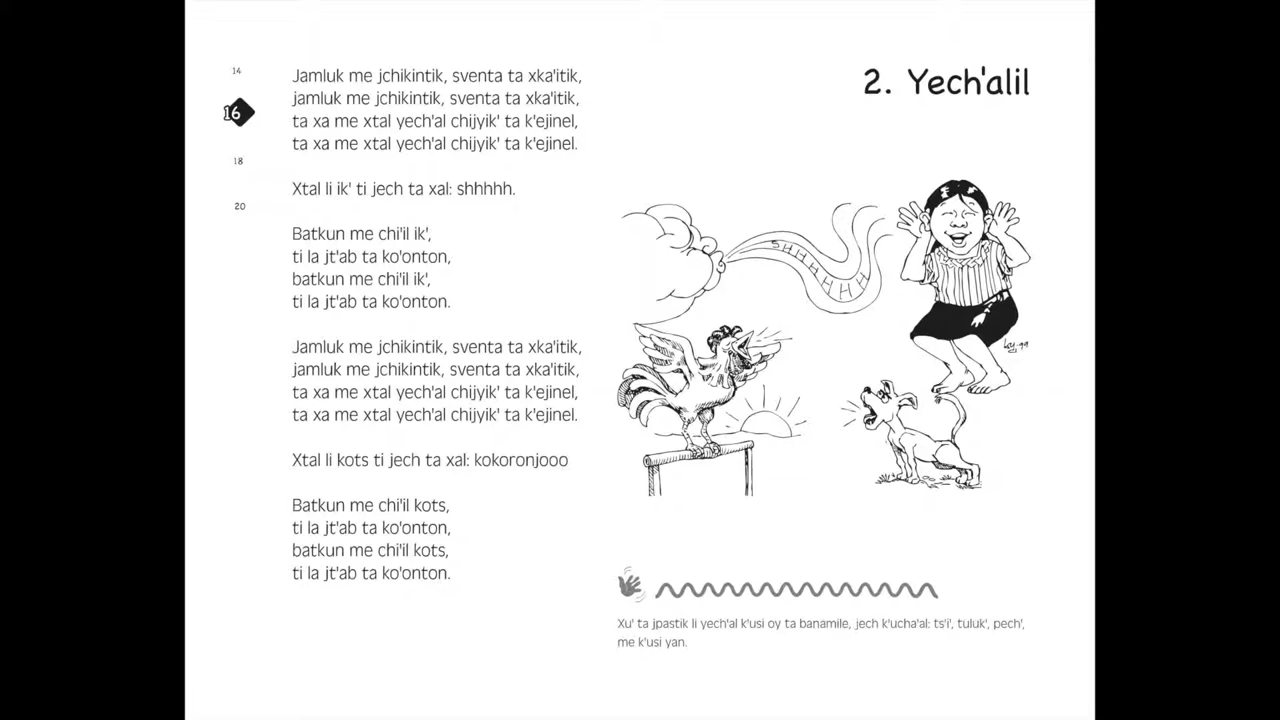 14
16
18
20
Jamluk me jchikintik, sventa ta xka'itik,
jamluk me jchikintik, sventa ta xka'itik,
ta xa me xtal yech'al chijyik' ta k'ejinel,
ta xa me xtal yech'al chijyik' ta k'ejinel.
Xtal li ik' ti jech ta xal: shhhhh.
Batkun me chi'il ik',
ti la jt'ab ta ko'onton,
batkun me chi'il ik',
ti la jt'ab ta ko'onton.
Jamluk me jchikintik, sventa ta xka'itik,
jamluk me jchikintik, sventa ta xka'itik,
ta xa me xtal yech'al chijyik' ta k'ejinel,
ta xa me xtal yech'al chijyik' ta k'ejinel.
Xtal li kots ti jech ta xal: kokoronjooo
Batkun me chi'il kots,
ti la jt'ab ta ko'onton,
batkun me chi'il kots,
ti la jt'ab ta ko'onton.
2. Yech'alil
SHHHHHH
Xu' ta jpastik li yech'al k'usi oy ta banamile, jech k'ucha'al: ts'i', tuluk', pech',
me k'usi yan.